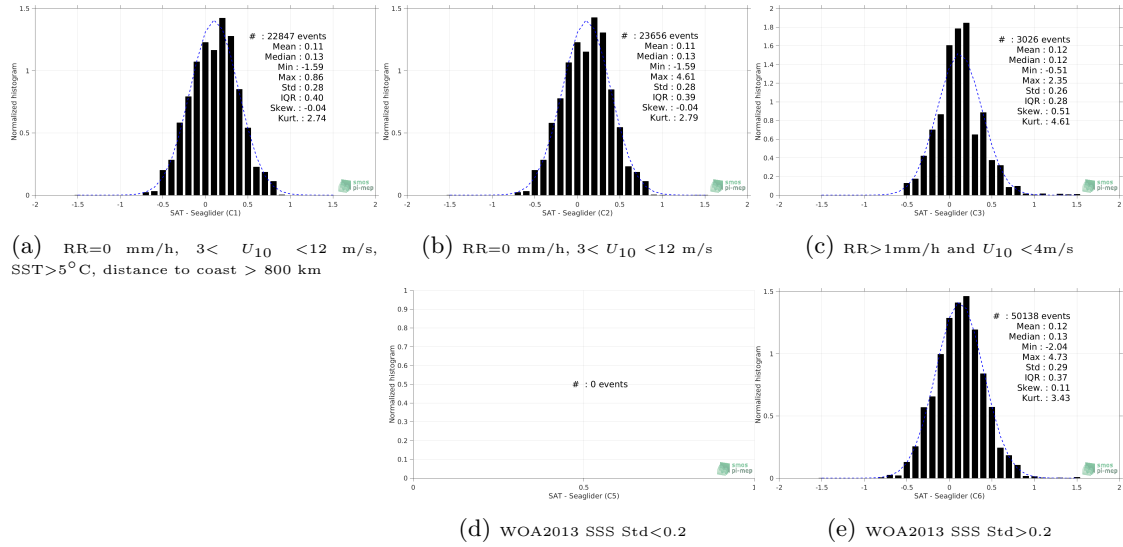 1.5
1
0.5
0
-2
-1.5
-1
-0.5
0
0.5
1
1.5
2
Normalized histogram
SAT - Seaglider (C1)
# : 22847 events
Mean : 0.11
Median : 0.13
Min : -1.59
Max : 0.86
Std : 0.28
IQR : 0.40
Skew. : -0.04
Kurt. : 2.74
smos
pi-mep
(a) RR=0 mm/h, 3< U10 <12 m/s,
SST>5°C, distance to coast > 800 km
1.5
1
0.5
0
-2
-1.5
-1
-0.5
0
0.5
1
1.5
2
Normalized histogram
SAT - Seaglider (C2)
# : 23656 events
Mean : 0.11
Median : 0.13
Min : -1.59
Max : 4.61
Std : 0.28
IQR : 0.39
Skew. : -0.04
Kurt. : 2.79
smos
pi-mep
(b) RR=0 mm/h, 3< U10 <12 m/s
2
1.8
1.6
1.4
1.2
1
0.8
0.6
0.4
0.2
0
-2
-1.5
-1
-0.5
0
0.5
1
1.5
2
Normalized histogram
SAT - Seaglider (C3)
# : 3026 events
Mean : 0.12
Median : 0.12
Min : -0.51
Max : 2.35
Std : 0.26
IQR : 0.28
Skew. : 0.51
Kurt. : 4.61
smos
pi-mep
(c) RR>1mm/h and U10 <4m/s
1
0.9
0.8
0.7
0.6
0.5
0.4
0.3
0.2
0.1
0
0
0.5
1
Normalized histogram
SAT - Seaglider (C5)
# : 0 events
smos
pi-mep
(d) WOA2013 SSS Std<0.2
1.5
1
0.5
0
-2
-1.5
-1
-0.5
0
0.5
1
1.5
2
Normalized histogram
SAT - Seaglider (C6)
# : 50138 events
Mean : 0.12
Median : 0.13
Min : -2.04
Max : 4.73
Std : 0.29
IQR : 0.37
Skew. : 0.11
Kurt. : 3.43
smos
pi-mep
(e) WOA2013 SSS Std>0.2